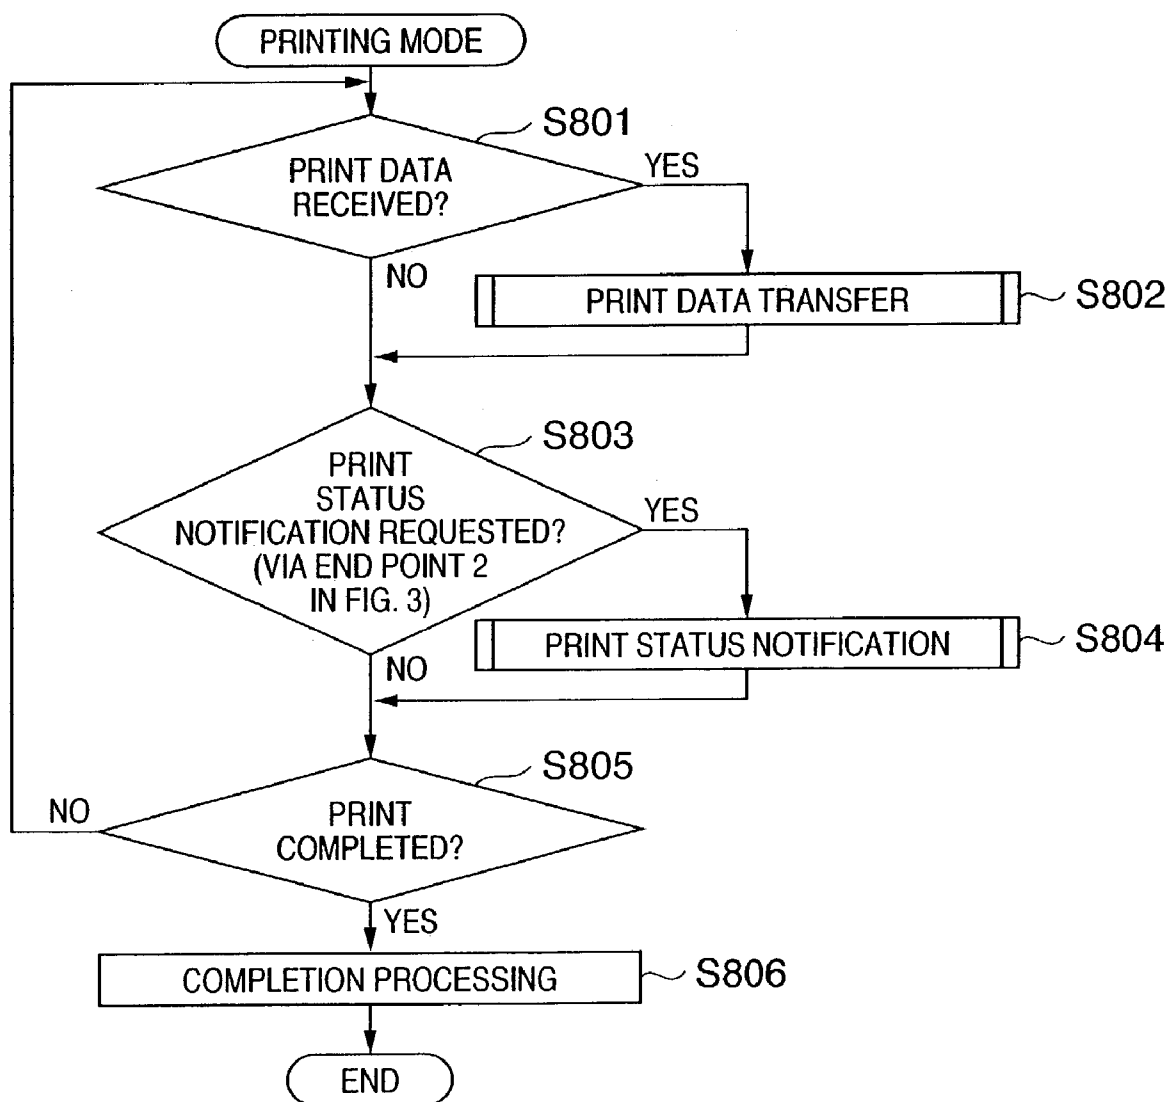 PRINTING MODE
S801
PRINT DATA
RECEIVED?
YES
NO
PRINT DATA TRANSFER
S802
S803
PRINT
STATUS
NOTIFICATION REQUESTED?
(VIA END POINT 2
IN FIG. 3)
YES
NO
PRINT STATUS NOTIFICATION
S804
S805
PRINT
COMPLETED?
NO
YES
COMPLETION PROCESSING
S806
END